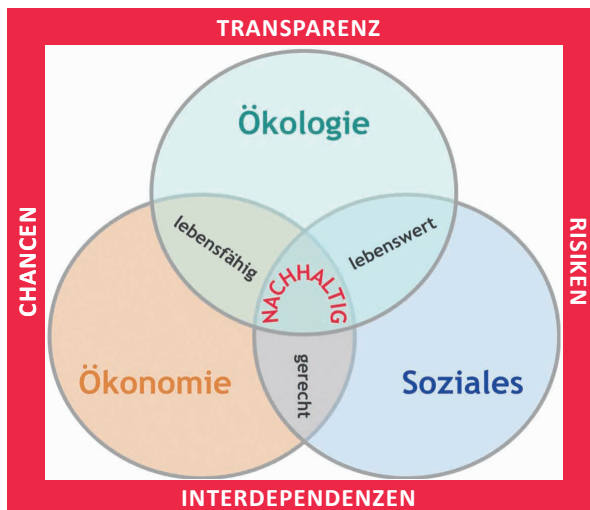 TRANSPARENZ
Ökologie
CHANCEN
RISIKEN
lebensfähig
lebenswert
NACHHALTIG
Ökonomie
gerecht
Soziales
INTERDEPENDENZEN